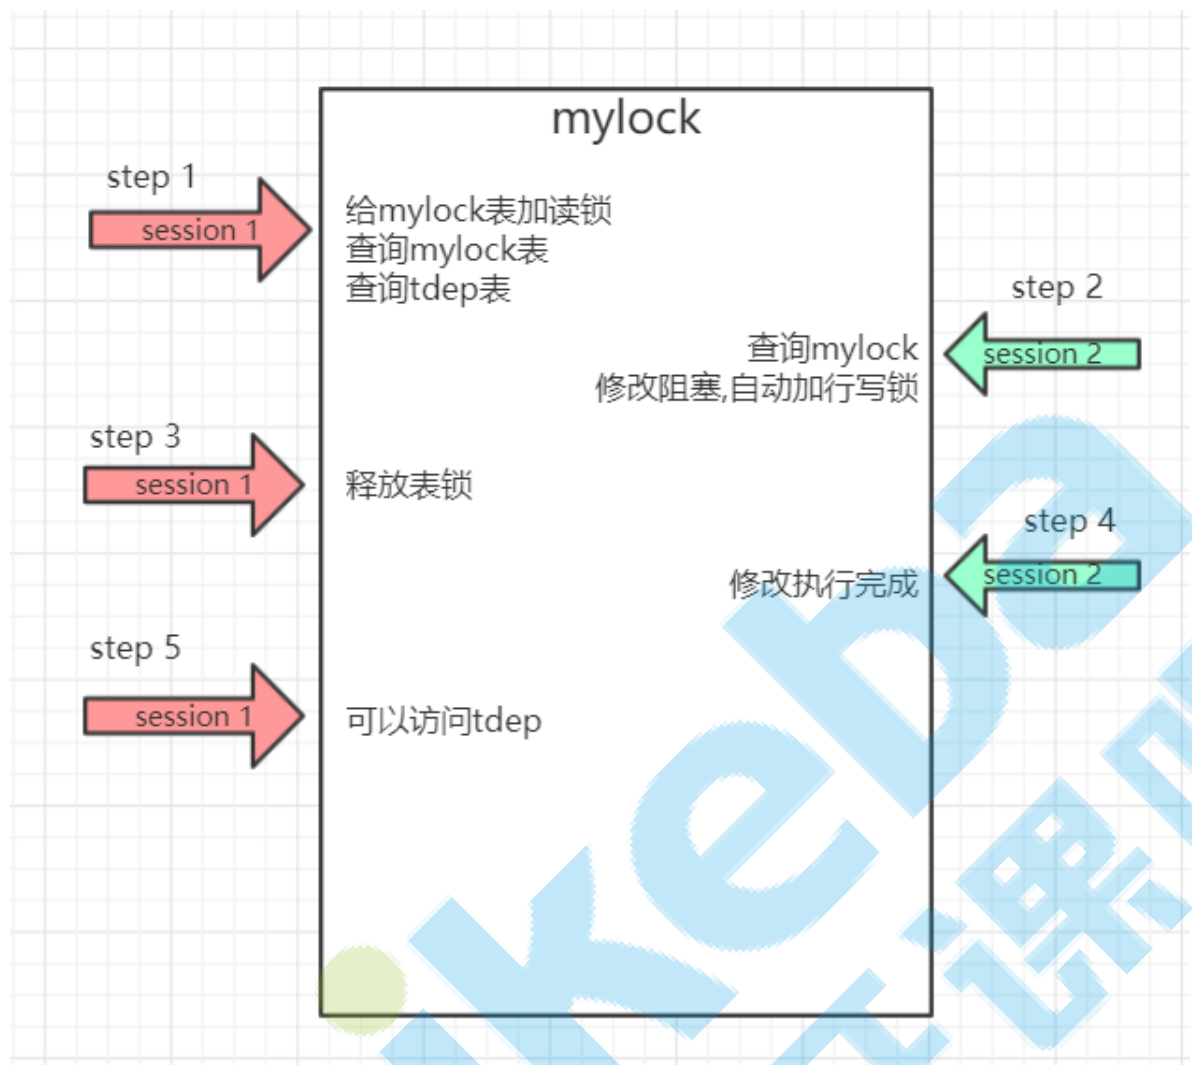 mylock
step 1
session 1
给mylock表加读锁
查询mylock表
查询tdep表
step 2
session 2
查询mylock
修改阻塞,自动加行写锁
step 3
session 1
释放表锁
step 4
session 2
修改执行完成
step 5
session 1
可以访问tdep
ikeba